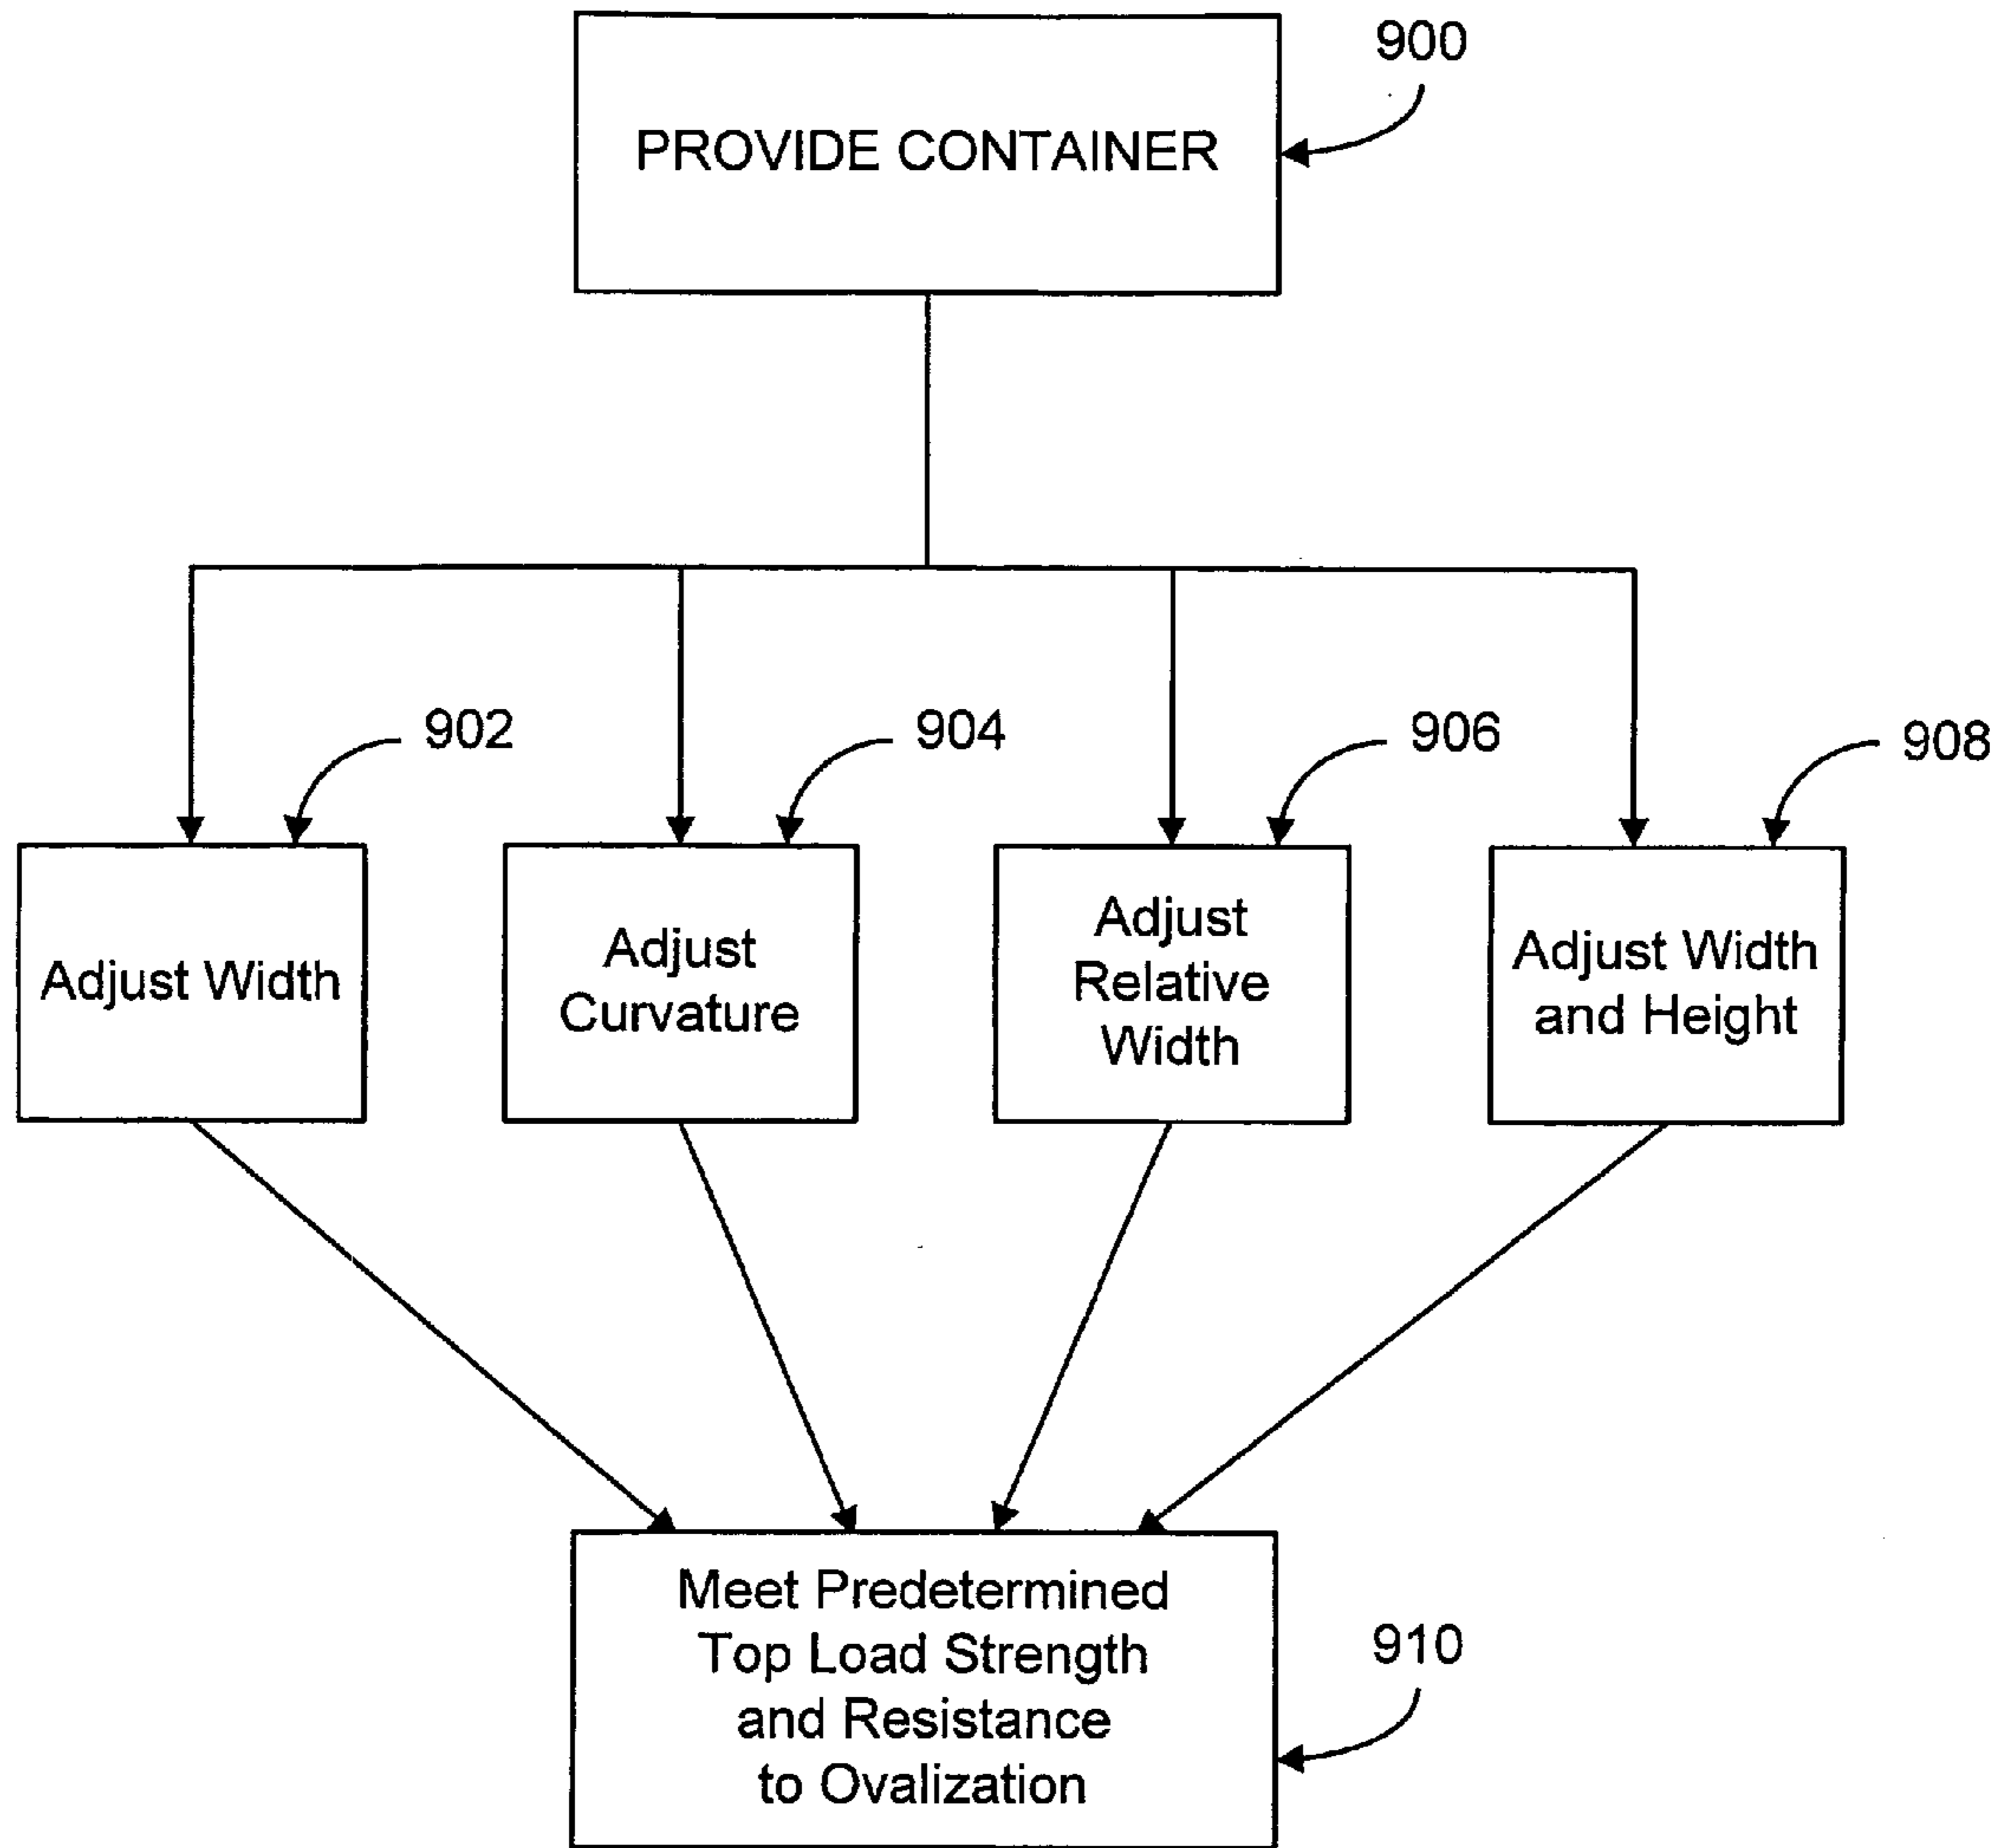 900
PROVIDE CONTAINER
902
904
906
908
Adjust Width
Adjust
Curvature
Adjust
Relative
Width
Adjust Width
and Height
Meet Predetermined
Top Load Strength
and Resistance
to Ovalization
910